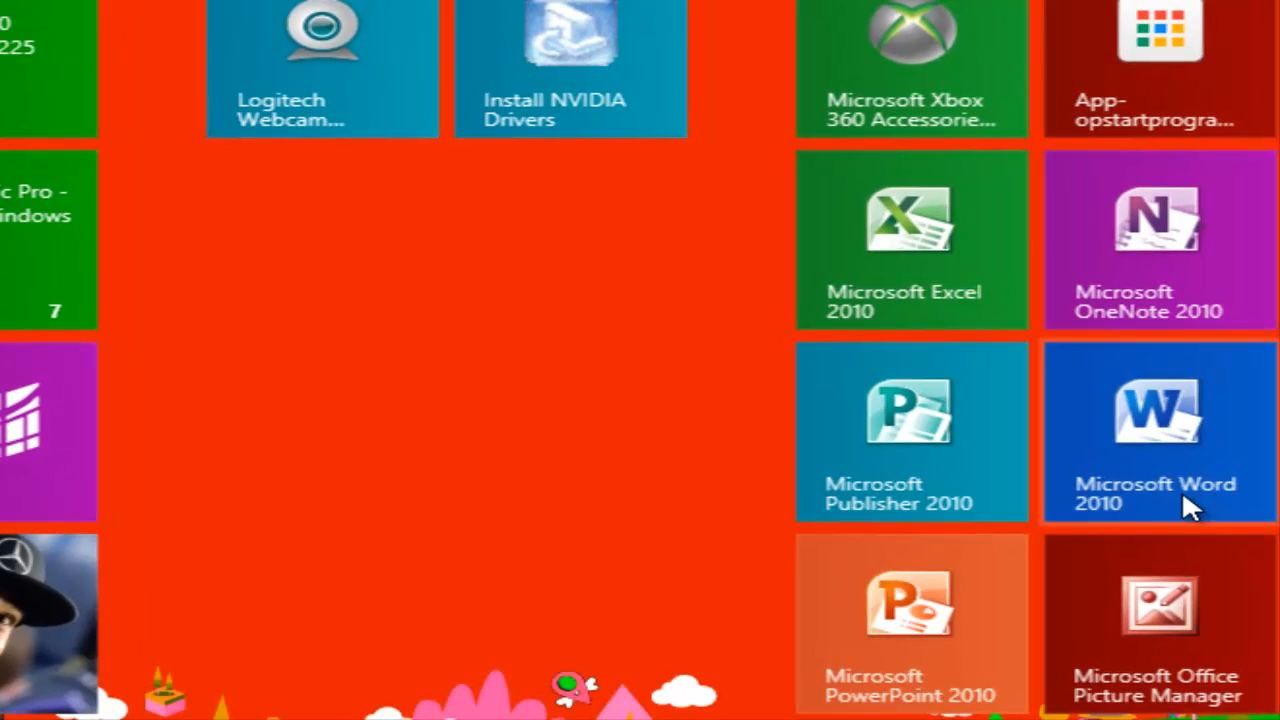 0
225
Logitech
Webcam...
Install NVIDIA
Drivers
Microsoft Xbox
360 Accessorie...
App-
opstartprogra...
c Pro -
indows
7
Microsoft Excel
2010
Microsoft
OneNote 2010
Microsoft
Publisher 2010
Microsoft Word
2010
Microsoft
PowerPoint 2010
Microsoft Office
Picture Manager